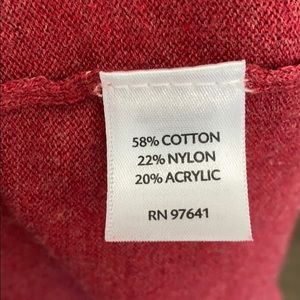 58% COTTON
22% NYLON
20% ACRYLIC
RN 97641